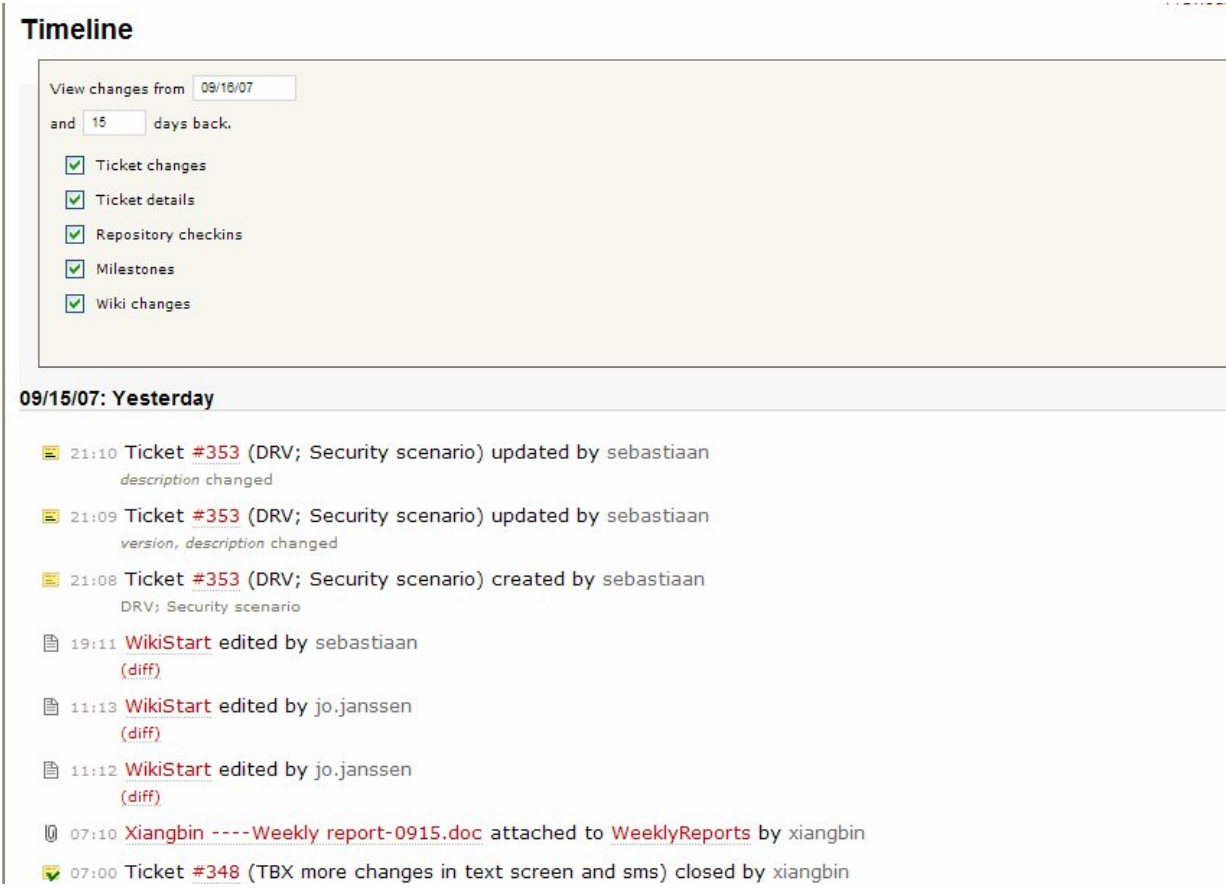 Timeline
View changes from 09/16/07
and 15 days back.
Ticket changes
Ticket details
Repository checkins
Milestones
Wiki changes
09/15/07: Yesterday
21:10 Ticket #353 (DRV; Security scenario) updated by sebastiaan
description changed
21:09 Ticket #353 (DRV; Security scenario) updated by sebastiaan
version, description changed
21:08 Ticket #353 (DRV; Security scenario) created by sebastiaan
DRV; Security scenario
19:11 WikiStart edited by sebastiaan
(diff)
11:13 WikiStart edited by jo.janssen
(diff)
11:12 WikiStart edited by jo.janssen
(diff)
07:10 Xiangbin ----Weekly report-0915.doc attached to WeeklyReports by xiangbin
07:00 Ticket #348 (TBX more changes in text screen and sms) closed by xiangbin